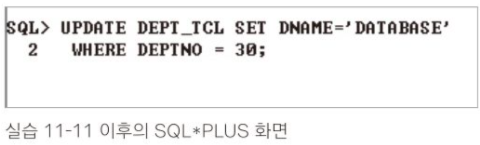 SQL> UPDATE DEPT_TCL SET DNAME='DATABASE'
2 WHERE DEPTNO = 30;
실습 11-11 이후의 SQL*PLUS 화면